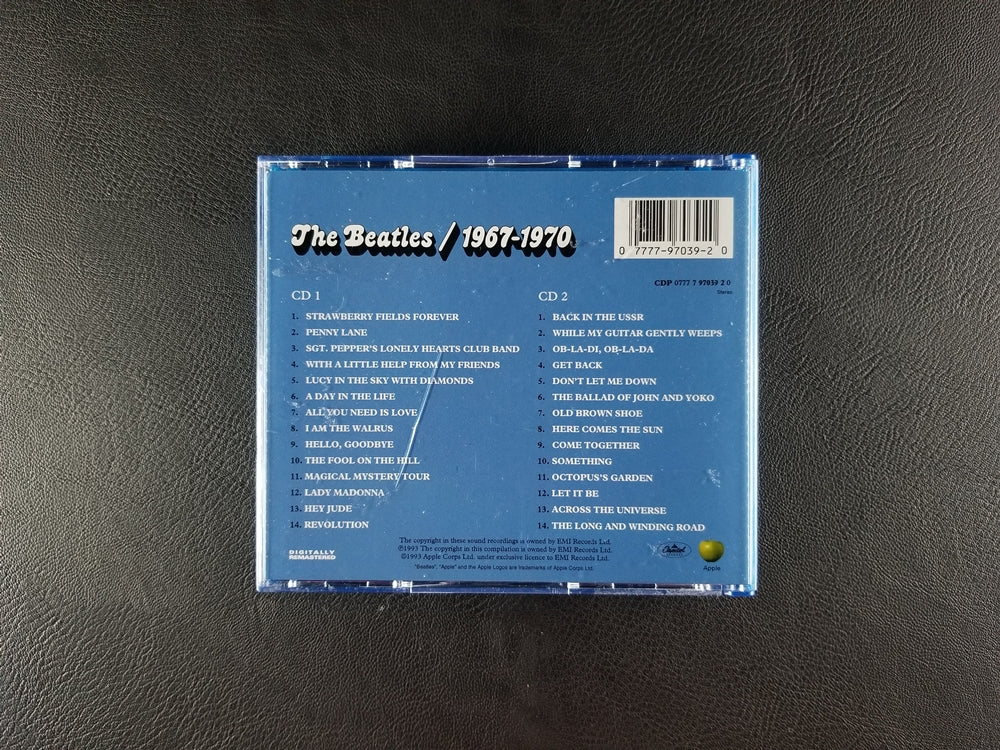 The Beatles / 1967-1970
0 7777-97039-2 0
CDP 0777 7 97039 2 0
Stereo
CD 1
1. STRAWBERRY FIELDS FOREVER
2. PENNY LANE
3. SGT. PEPPER'S LONELY HEARTS CLUB BAND
4. WITH A LITTLE HELP FROM MY FRIENDS
5. LUCY IN THE SKY WITH DIAMONDS
6. A DAY IN THE LIFE
7. ALL YOU NEED IS LOVE
8. I AM THE WALRUS
9. HELLO, GOODBYE
10. THE FOOL ON THE HILL
11. MAGICAL MYSTERY TOUR
12. LADY MADONNA
13. HEY JUDE
14. REVOLUTION
CD 2
1. BACK IN THE USSR
2. WHILE MY GUITAR GENTLY WEEPS
3. OB-LA-DI, OB-LA-DA
4. GET BACK
5. DON'T LET ME DOWN
6. THE BALLAD OF JOHN AND YOKO
7. OLD BROWN SHOE
8. HERE COMES THE SUN
9. COME TOGETHER
10. SOMETHING
11. OCTOPUS'S GARDEN
12. LET IT BE
13. ACROSS THE UNIVERSE
14. THE LONG AND WINDING ROAD
DIGITALLY
REMASTERED
The copyright in these sound recordings is owned by EMI Records Ltd.
℗1993 The copyright in this compilation is owned by EMI Records Ltd.
©1993 Apple Corps Ltd. under exclusive licence to EMI Records Ltd.
"Beatles", "Apple" and the Apple Logos are trademarks of Apple Corps Ltd.
Capitol
Apple